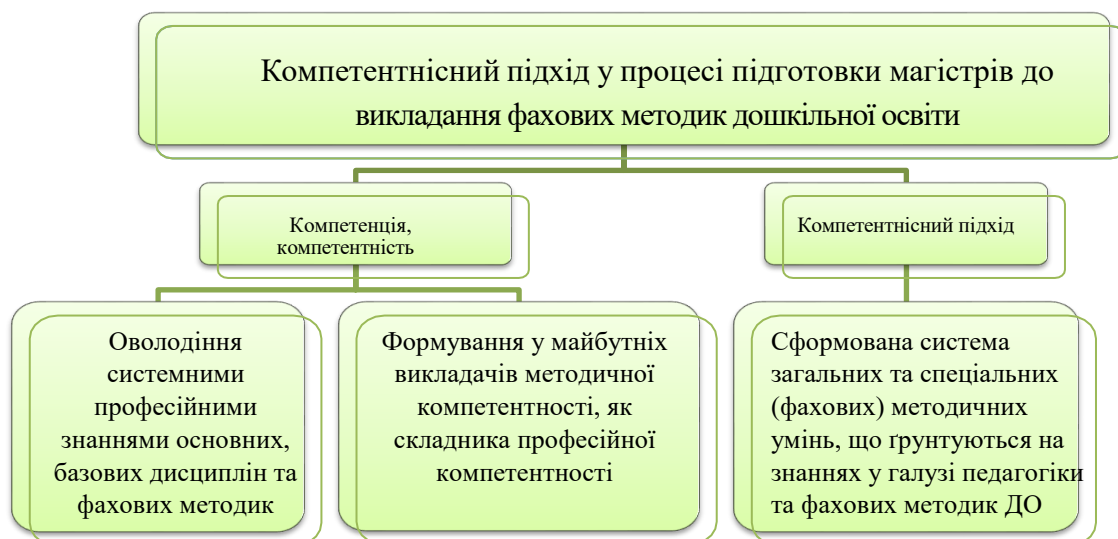 Компетентнісний підхід у процесі підготовки магістрів до
викладання фахових методик дошкільної освіти
Компетенція,
компетентність
Компетентнісний підхід
Оволодіння
системними
професійними
знаннями основних,
базових дисциплін та
фахових методик
Формування у майбутніх
викладачів методичної
компетентності, як
складника професійної
компетентності
Сформована система
загальних та спеціальних
(фахових) методичних
умінь, що ґрунтуються на
знаннях у галузі педагогіки
та фахових методик ДО